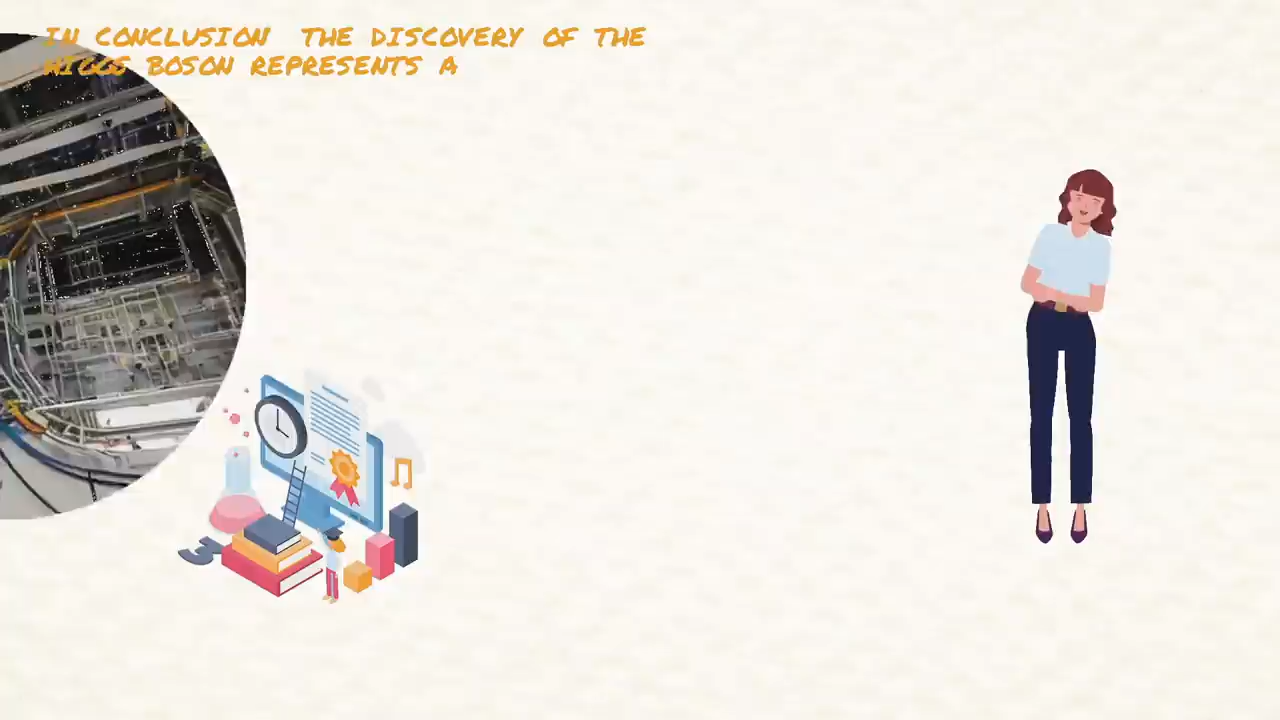 IN CONCLUSION THE DISCOVERY OF THE
HIGGS BOSON REPRESENTS A